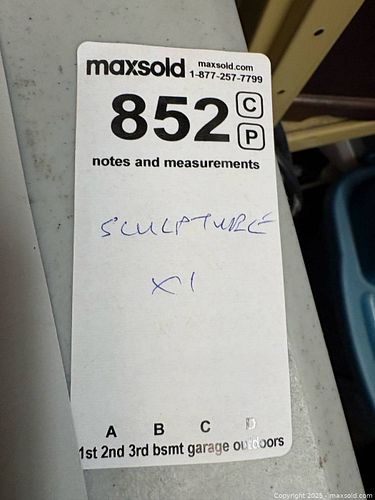 maxsold maxsold.com
1-877-257-7799
852 C
P
notes and measurements
SCULPTURE
X1
A B C D
1st 2nd 3rd bsmt garage outdoors
Copyright 2025 - maxsold.com